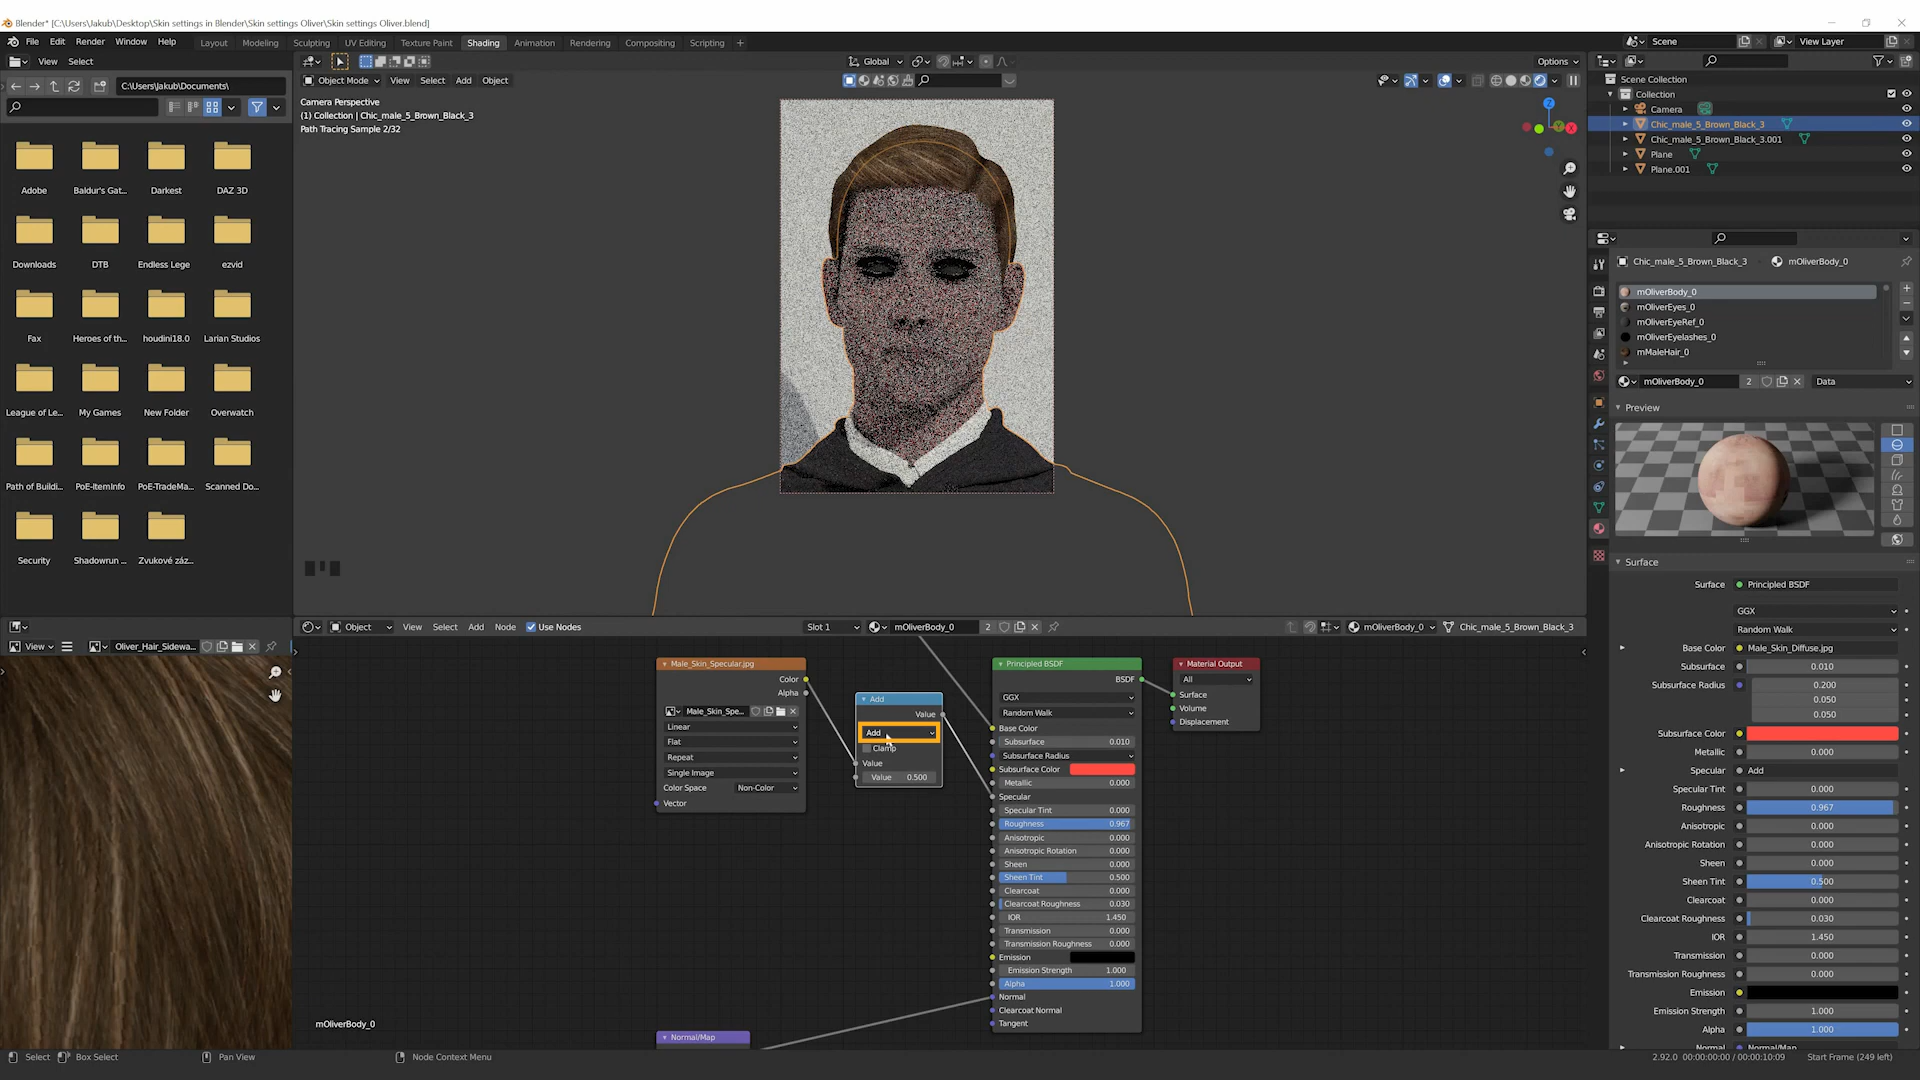 Blender* [C:\Users\Jakub\Desktop\Skin settings in Blender\Skin settings Oliver\Skin settings Oliver.blend]
File Edit Render Window Help Layout Modeling Sculpting UV Editing Texture Paint Shading Animation Rendering Compositing Scripting +
Scene
View Layer
View Select
Global
Options
C:\Users\Jakub\Documents\
Object Mode View Select Add Object
Camera Perspective
(1) Collection | Chic_male_5_Brown_Black_3
Path Tracing Sample 2/32
Z
Y
X
Adobe Baldur's Gat... Darkest DAZ 3D
Downloads DTB Endless Lege ezvid
Fax Heroes of th... houdini18.0 Larian Studios
League of Le... My Games New Folder Overwatch
Path of Buildi... PoE-ItemInfo PoE-TradeMa... Scanned Do...
Security Shadowrun ... Zvukové záz...
Scene Collection
Collection
Camera
Chic_male_5_Brown_Black_3
Chic_male_5_Brown_Black_3.001
Plane
Plane.001
Chic_male_5_Brown_Black_3 mOliverBody_0
mOliverBody_0
mOliverEyes_0
mOliverEyeRef_0
mOliverEyelashes_0
mMaleHair_0
mOliverBody_0 2 Data
Preview
Surface
Surface Principled BSDF
GGX
Random Walk
Base Color Male_Skin_Diffuse.jpg
Subsurface 0.010
Subsurface Radius 0.200
0.050
0.050
Subsurface Color
Metallic 0.000
Specular Add
Specular Tint 0.000
Roughness 0.967
Anisotropic 0.000
Anisotropic Rotation 0.000
Sheen 0.000
Sheen Tint 0.500
Clearcoat 0.000
Clearcoat Roughness 0.030
IOR 1.450
Transmission 0.000
Transmission Roughness 0.000
Emission
Emission Strength 1.000
Alpha 1.000
Normal Normal/Map
View Oliver_Hair_Sidewa...
Object View Select Add Node Use Nodes Slot 1 mOliverBody_0 2 mOliverBody_0 Chic_male_5_Brown_Black_3
Male_Skin_Specular.jpg
Color
Alpha
Male_Skin_Spe...
Linear
Flat
Repeat
Single Image
Color Space Non-Color
Vector
Add
Value
Add
Clamp
Value
Value 0.500
Principled BSDF
BSDF
GGX
Random Walk
Base Color
Subsurface 0.010
Subsurface Radius
Subsurface Color
Metallic 0.000
Specular
Specular Tint 0.000
Roughness 0.967
Anisotropic 0.000
Anisotropic Rotation 0.000
Sheen 0.000
Sheen Tint 0.500
Clearcoat 0.000
Clearcoat Roughness 0.030
IOR 1.450
Transmission 0.000
Transmission Roughness 0.000
Emission
Emission Strength 1.000
Alpha 1.000
Normal
Clearcoat Normal
Tangent
Material Output
All
Surface
Volume
Displacement
Normal/Map
mOliverBody_0
Select Box Select Pan View Node Context Menu 2.92.0 00:00:00:00 / 00:00:10:09 Start Frame (249 left)